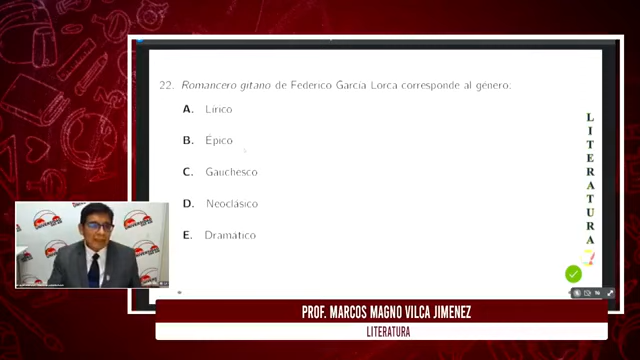 22. Romancero gitano de Federico García Lorca corresponde al género:
A. Lírico
B. Épico
C. Gauchesco
D. Neoclásico
E. Dramático
LITERATURA
PROF. MARCOS MAGNO VILCA JIMENEZ
LITERATURA